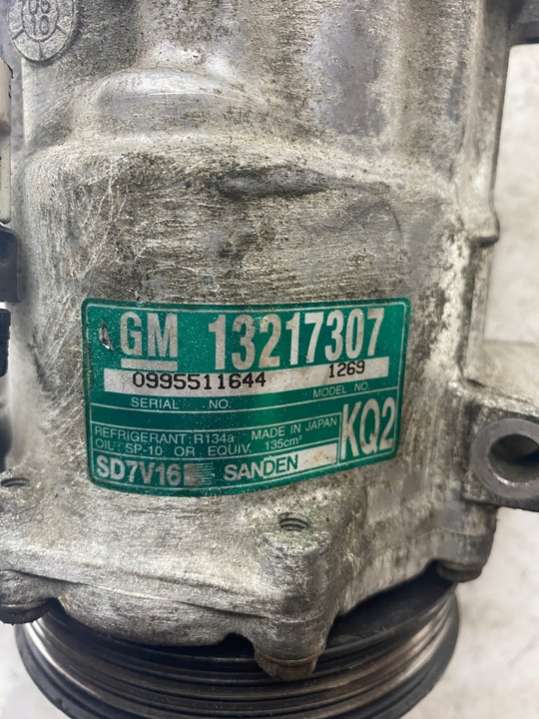 GM 13217307
0995511644 1269
SERIAL NO. MODEL NO.
REFRIGERANT:R134a MADE IN JAPAN
OIL: SP-10 OR EQUIV. 135cm³
KQ2
SD7V16 SANDEN